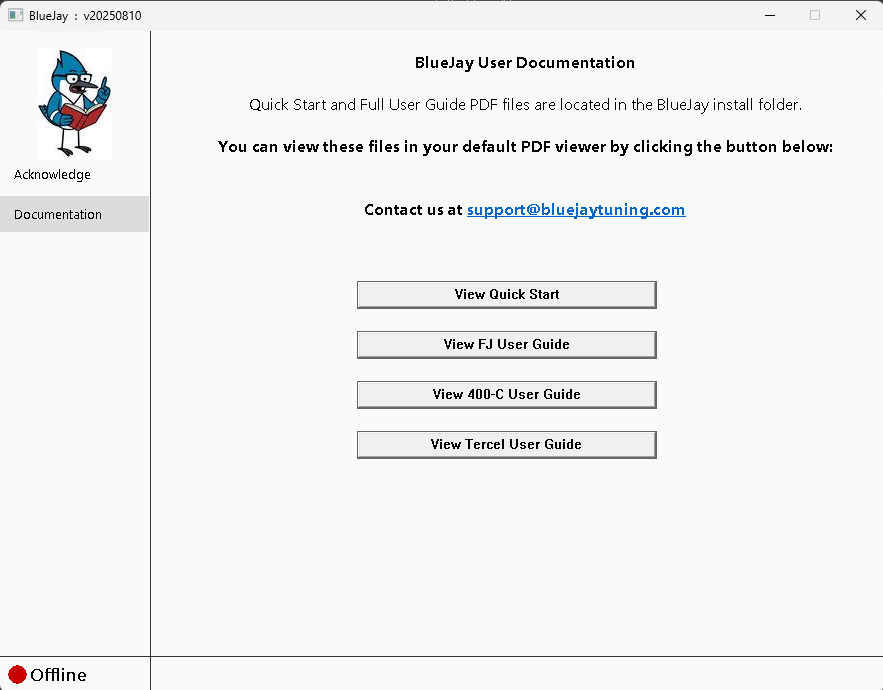 BlueJay : v20250810
Acknowledge
Documentation
BlueJay User Documentation
Quick Start and Full User Guide PDF files are located in the BlueJay install folder.
You can view these files in your default PDF viewer by clicking the button below:
Contact us at support@bluejaytuning.com
View Quick Start
View FJ User Guide
View 400-C User Guide
View Tercel User Guide
Offline